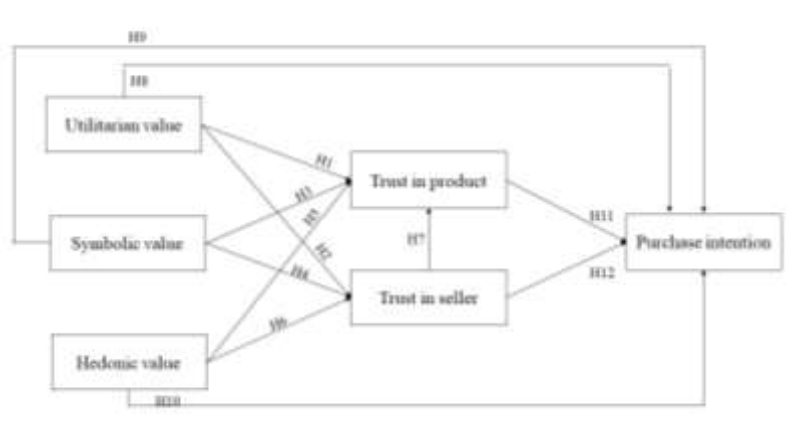 H9
H8
Utilitarian value
H1
Trust in product
H3
H5
H11
Symbolic value
H7
H2
Purchase intention
H4
H12
Trust in seller
H6
Hedonic value
H10